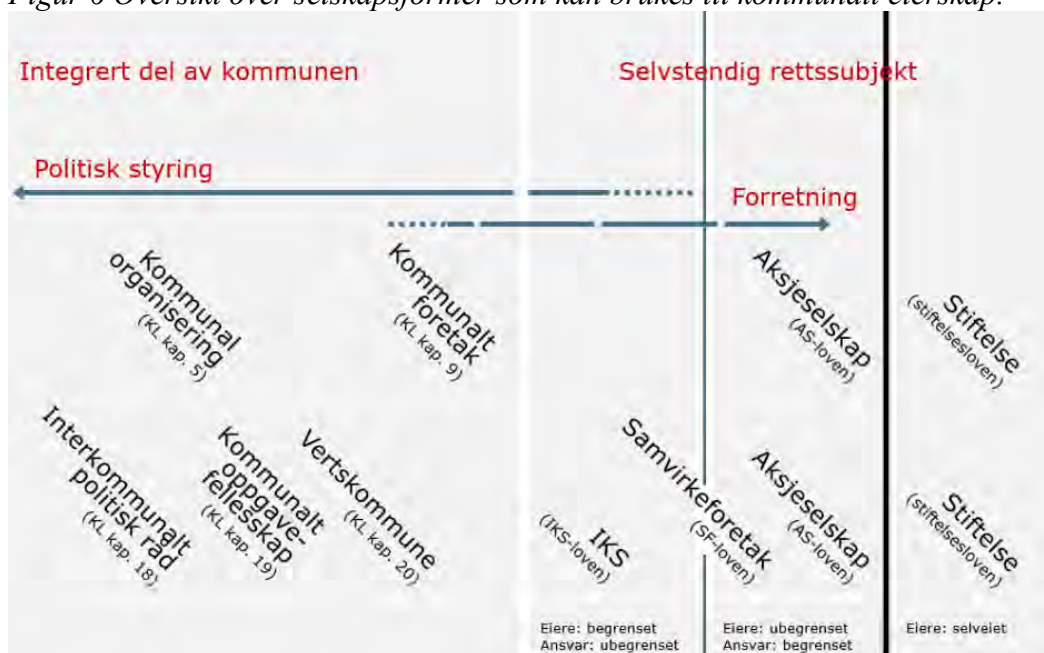 Figur 6 Oversikt over selskapsformer som kan brukes til kommunalt eierskap.
Integrert del av kommunen
Selvstendig rettssubjekt
Politisk styring
Forretning
Kommunal
organisering
(KL kap. 5)
Kommunalt
foretak
(KL kap. 9)
Aksjeselskap
(AS-loven)
Stiftelse
(stiftelsesloven)
Interkommunalt
politisk råd
(KL kap. 18)
Kommunalt
oppgave-
fellesskap
(KL kap. 19)
Vertskommune
(KL kap. 20)
IKS
(IKS-loven)
Samvirkeforetak
(SF-loven)
Aksjeselskap
(AS-loven)
Stiftelse
(stiftelsesloven)
Eiere: begrenset
Ansvar: ubegrenset
Eiere: ubegrenset
Ansvar: begrenset
Eiere: selveiet